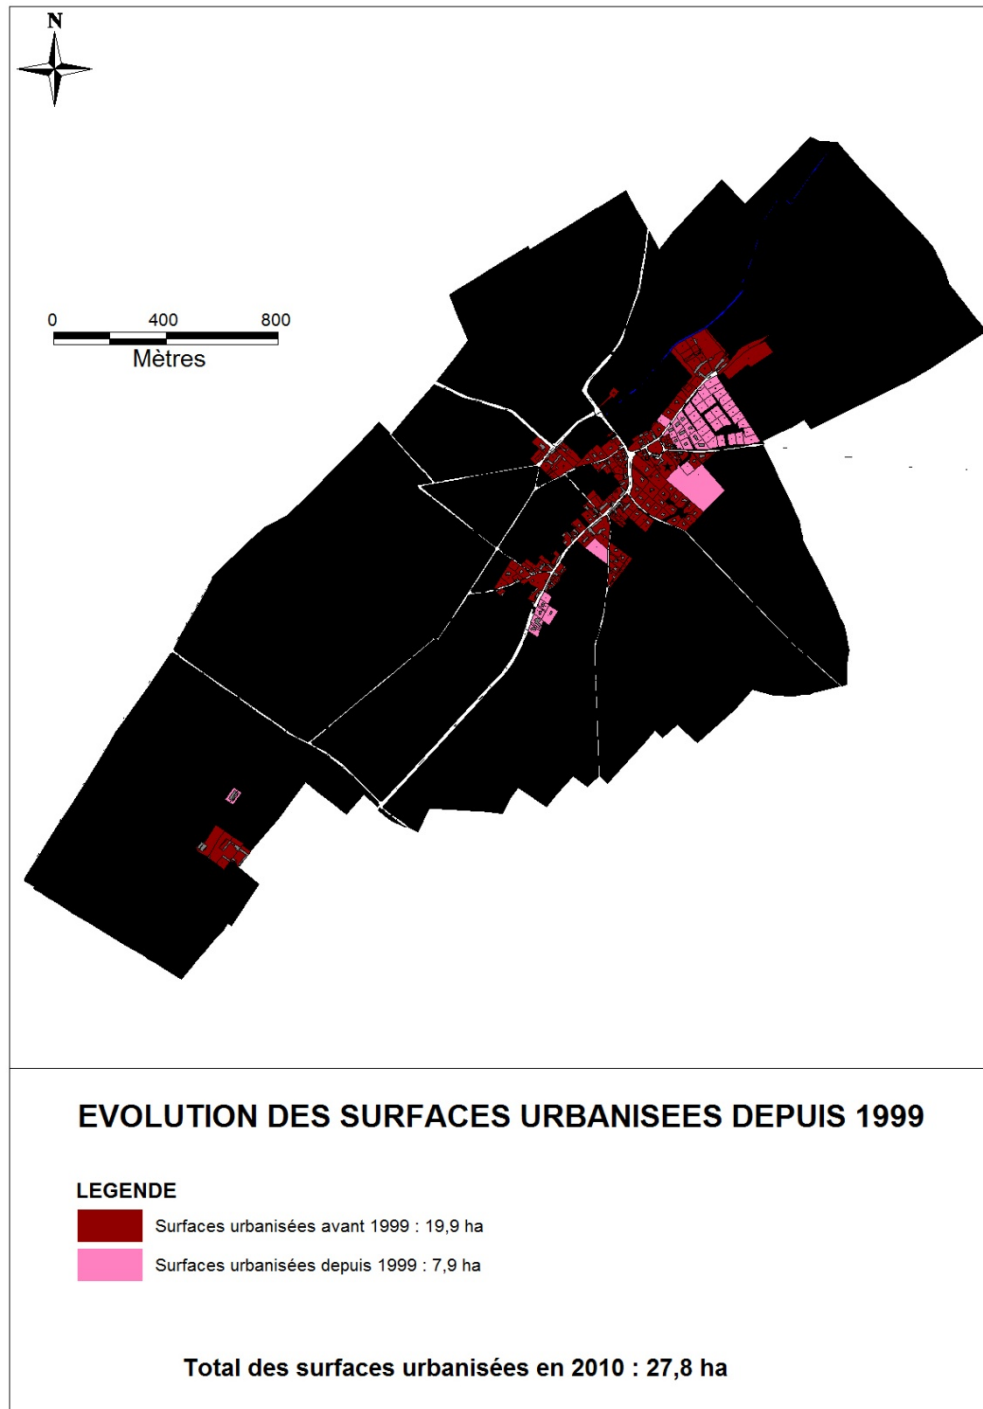 N
0 400 800
Mètres
EVOLUTION DES SURFACES URBANISEES DEPUIS 1999
LEGENDE
Surfaces urbanisées avant 1999 : 19,9 ha
Surfaces urbanisées depuis 1999 : 7,9 ha
Total des surfaces urbanisées en 2010 : 27,8 ha